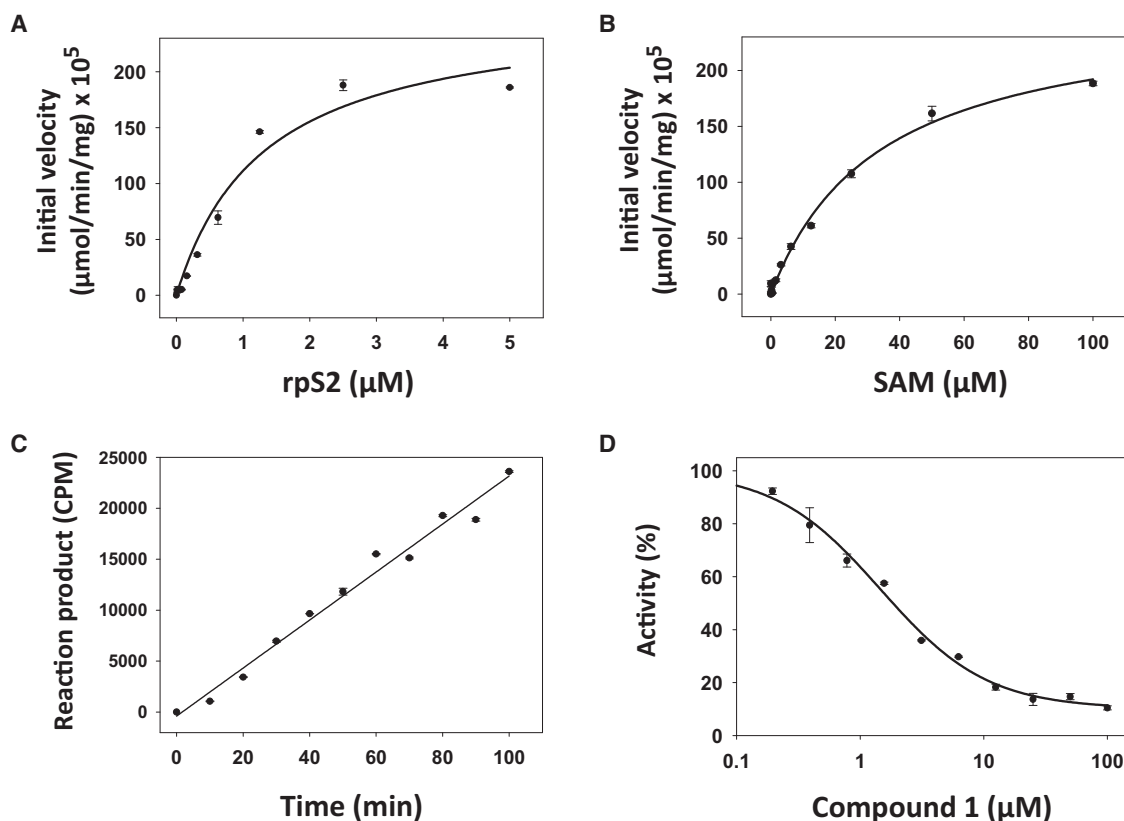 A
Initial velocity
(μmol/min/mg) x 10⁵
200
150
100
50
0
0 1 2 3 4 5
rpS2 (μM)
B
Initial velocity
(μmol/min/mg) x 10⁵
200
150
100
50
0
0 20 40 60 80 100
SAM (μM)
C
Reaction product (CPM)
25000
20000
15000
10000
5000
0
0 20 40 60 80 100
Time (min)
D
Activity (%)
100
80
60
40
20
0
0.1 1 10 100
Compound 1 (μM)